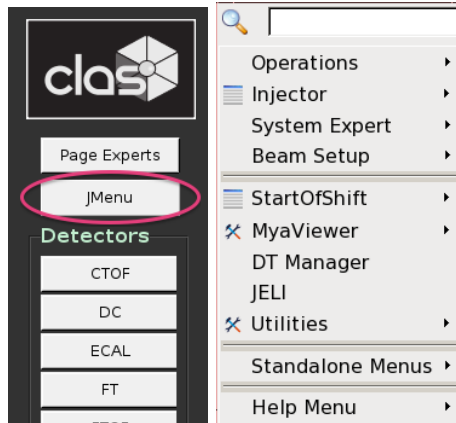 clas
Page Experts
JMenu
Detectors
CTOF
DC
ECAL
FT
Operations
Injector
System Expert
Beam Setup
StartOfShift
MyaViewer
DT Manager
JELI
Utilities
Standalone Menus
Help Menu